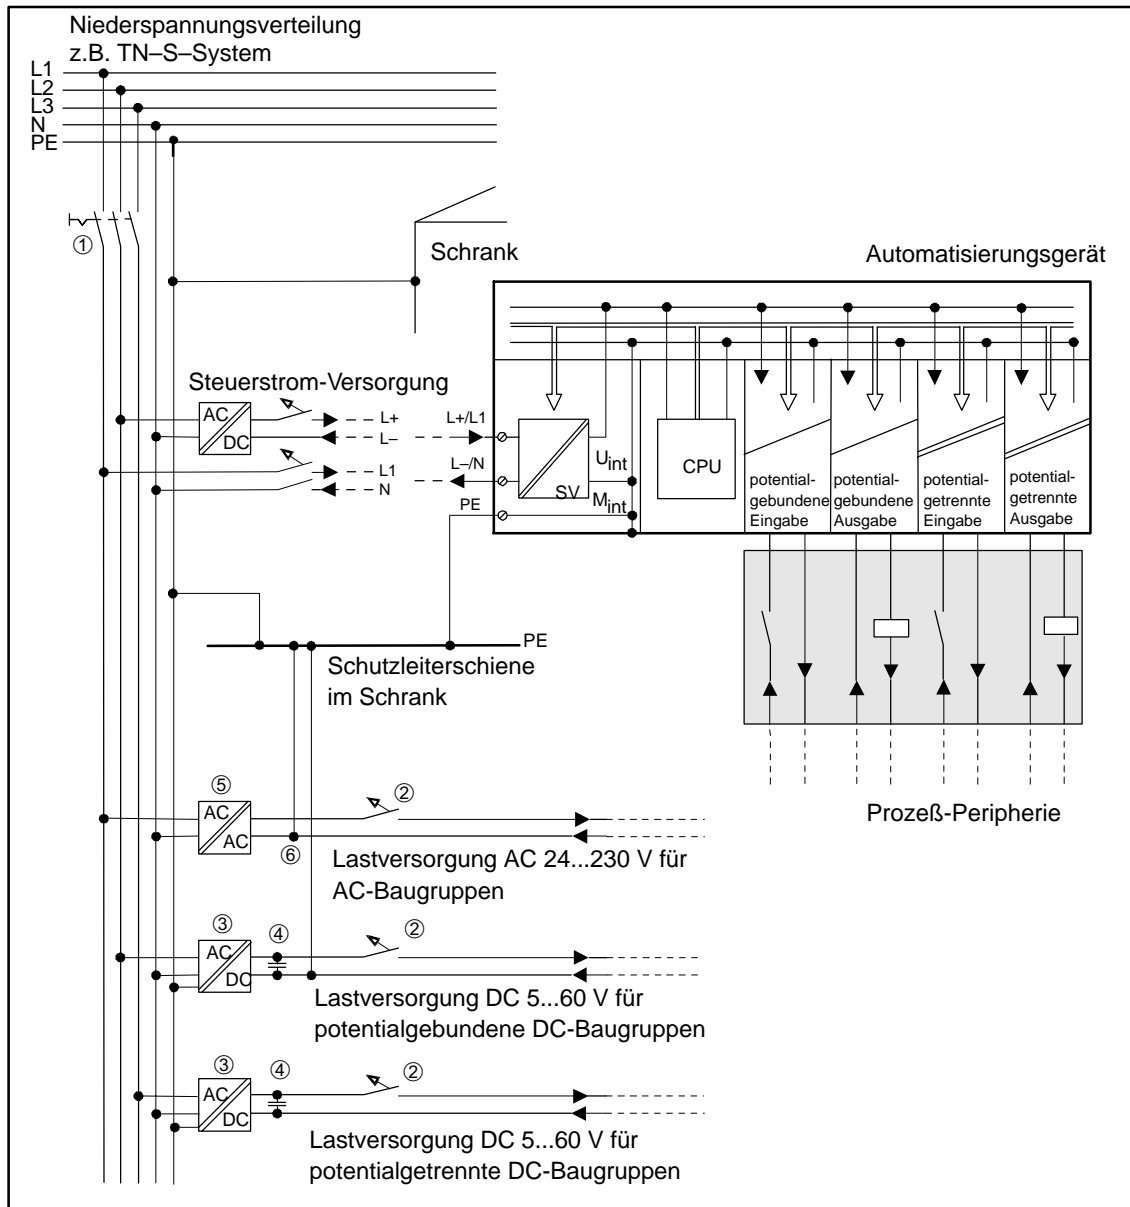 Niederspannungsverteilung
z.B. TN–S–System
L1
L2
L3
N
PE
①
Schrank
Automatisierungsgerät
Steuerstrom-Versorgung
AC
DC
L+
L–
L1
N
L+/L1
L–/N
PE
SV
Uint
Mint
CPU
potential-
gebundene
Eingabe
potential-
gebundene
Ausgabe
potential-
getrennte
Eingabe
potential-
getrennte
Ausgabe
PE
Schutzleiterschiene
im Schrank
Prozeß-Peripherie
⑤
②
AC
AC
⑥
Lastversorgung AC 24...230 V für
AC-Baugruppen
③
④
②
AC
DC
Lastversorgung DC 5...60 V für
potentialgebundene DC-Baugruppen
③
④
②
AC
DC
Lastversorgung DC 5...60 V für
potentialgetrennte DC-Baugruppen